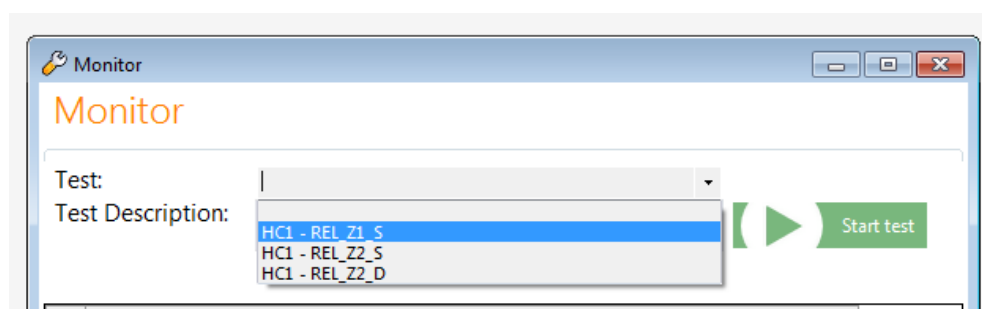 Monitor
Monitor
Test:
Test Description:
HC1 - REL_Z1_S
HC1 - REL_Z2_S
HC1 - REL_Z2_D
Start test